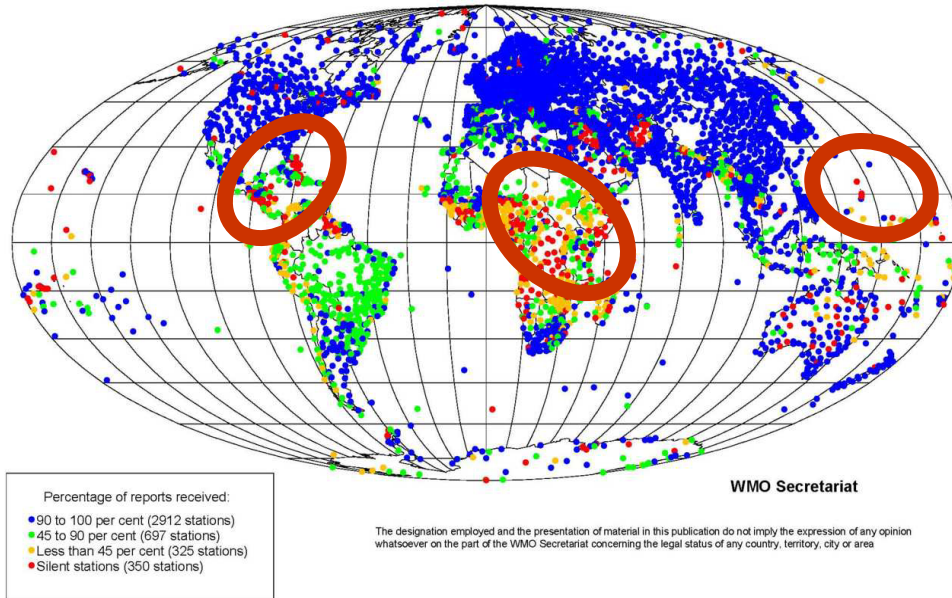 WMO Secretariat
Percentage of reports received:
90 to 100 per cent (2912 stations)
45 to 90 per cent (697 stations)
Less than 45 per cent (325 stations)
Silent stations (350 stations)
The designation employed and the presentation of material in this publication do not imply the expression of any opinion
whatsoever on the part of the WMO Secretariat concerning the legal status of any country, territory, city or area